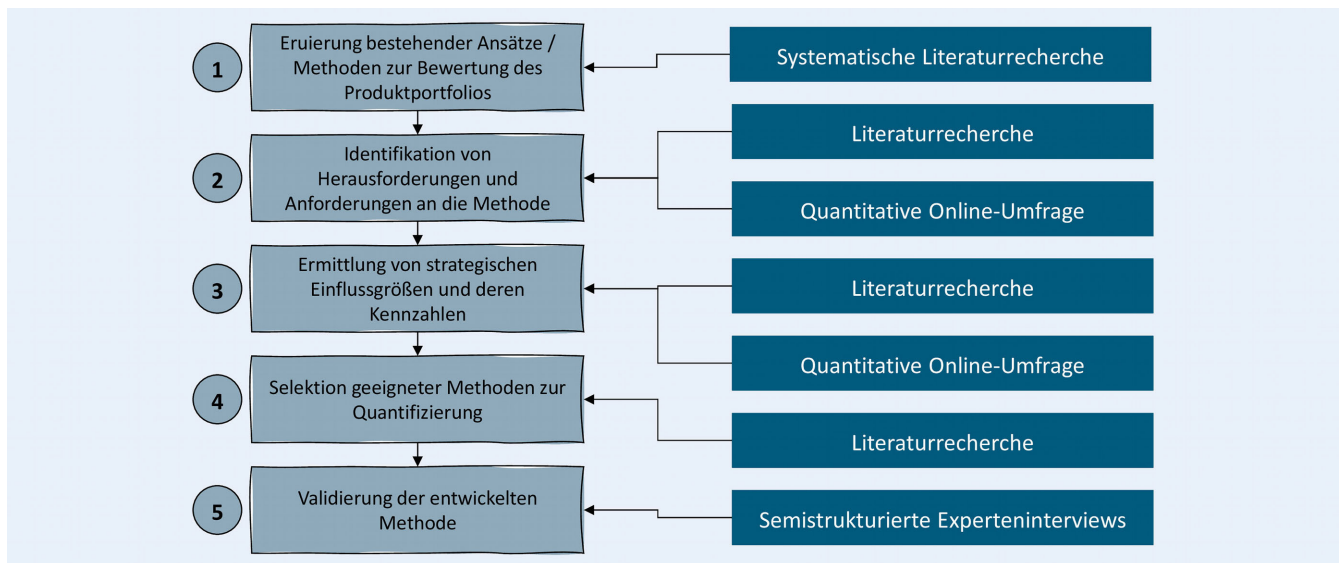 1
Eruierung bestehender Ansätze /
Methoden zur Bewertung des
Produktportfolios
Systematische Literaturrecherche
2
Identifikation von
Herausforderungen und
Anforderungen an die Methode
Literaturrecherche
Quantitative Online-Umfrage
3
Ermittlung von strategischen
Einflussgrößen und deren
Kennzahlen
Literaturrecherche
Quantitative Online-Umfrage
4
Selektion geeigneter Methoden zur
Quantifizierung
Literaturrecherche
5
Validierung der entwickelten
Methode
Semistrukturierte Experteninterviews